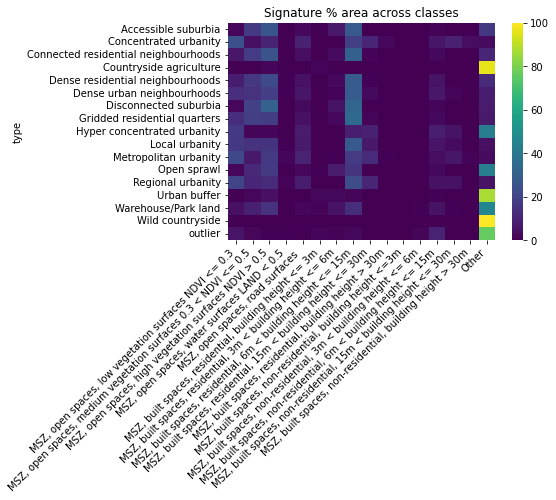 Signature % area across classes
type
Accessible suburbia
Concentrated urbanity
Connected residential neighbourhoods
Countryside agriculture
Dense residential neighbourhoods
Dense urban neighbourhoods
Disconnected suburbia
Gridded residential quarters
Hyper concentrated urbanity
Local urbanity
Metropolitan urbanity
Open sprawl
Regional urbanity
Urban buffer
Warehouse/Park land
Wild countryside
outlier
MSZ, open spaces, low vegetation surfaces NDVI <= 0.3
MSZ, open spaces, medium vegetation surfaces 0.3 < NDVI <= 0.5
MSZ, open spaces, high vegetation surfaces NDVI > 0.5
MSZ, open spaces, water surfaces LAND < 0.5
MSZ, open spaces, road surfaces
MSZ, built spaces, residential, building height <= 3m
MSZ, built spaces, residential, 3m < building height <= 6m
MSZ, built spaces, residential, 6m < building height <= 15m
MSZ, built spaces, residential, 15m < building height <= 30m
MSZ, built spaces, residential, building height > 30m
MSZ, built spaces, non-residential, building height <=3m
MSZ, built spaces, non-residential, 3m < building height <= 6m
MSZ, built spaces, non-residential, 6m < building height <= 15m
MSZ, built spaces, non-residential, 15m < building height <= 30m
MSZ, built spaces, non-residential, building height > 30m
Other
100
80
60
40
20
0